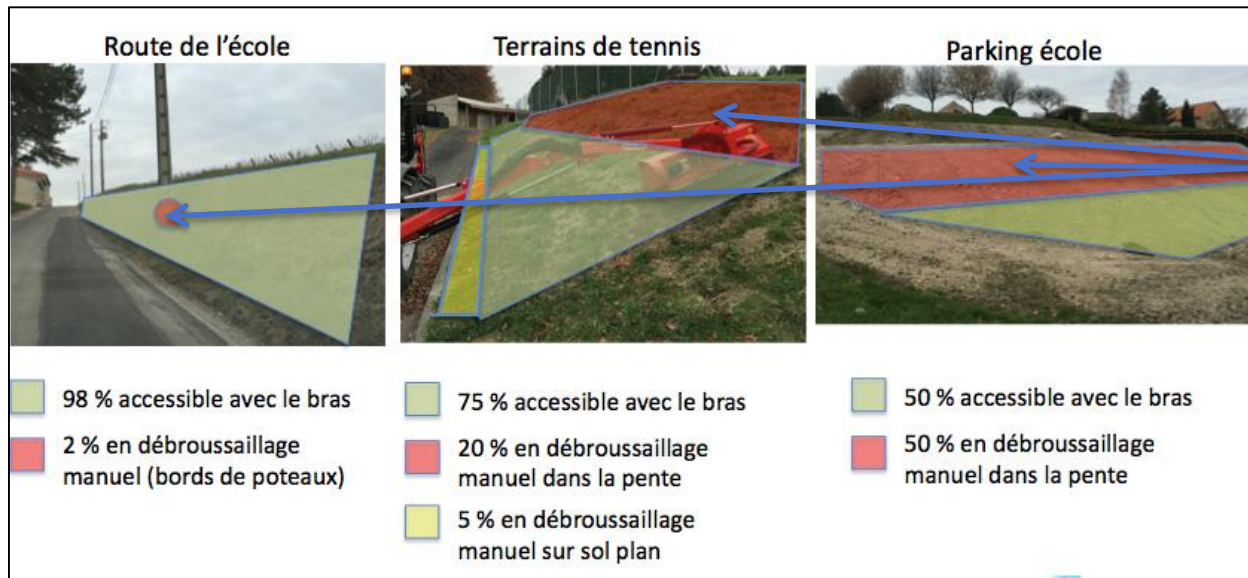 Route de l'école
Terrains de tennis
Parking école
98 % accessible avec le bras
2 % en débroussaillage
manuel (bords de poteaux)
75 % accessible avec le bras
20 % en débroussaillage
manuel dans la pente
5 % en débroussaillage
manuel sur sol plan
50 % accessible avec le bras
50 % en débroussaillage
manuel dans la pente